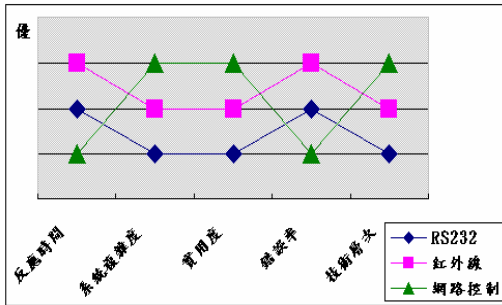 優
反應時間
系統複雜度
實用度
錯誤率
技術層次
RS232
紅外線
網路控制